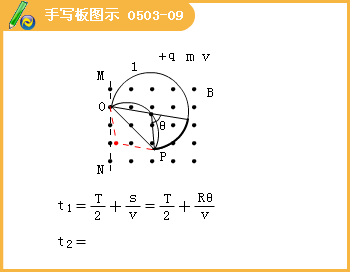 手写板图示 0503-09
+q m v
M 1
B
O
θ
P
N
t₁ = T/2 + s/v = T/2 + Rθ/v
t₂ =